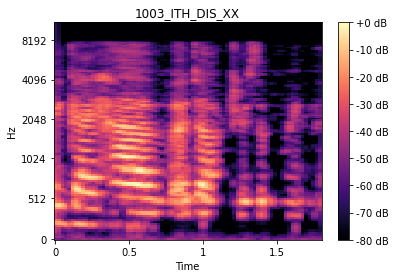 1003_ITH_DIS_XX
8192
4096
2048
1024
512
0
Hz
0
0.5
1
1.5
Time
+0 dB
-10 dB
-20 dB
-30 dB
-40 dB
-50 dB
-60 dB
-70 dB
-80 dB